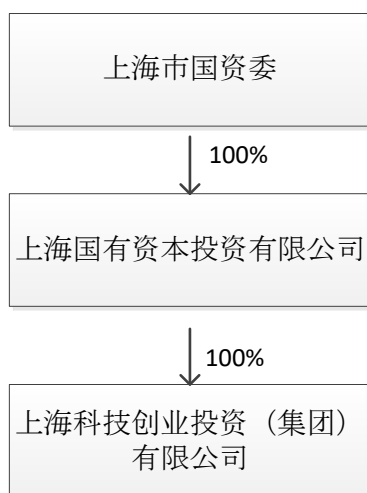 上海市国资委
100%
上海国有资本投资有限公司
100%
上海科技创业投资（集团）
有限公司